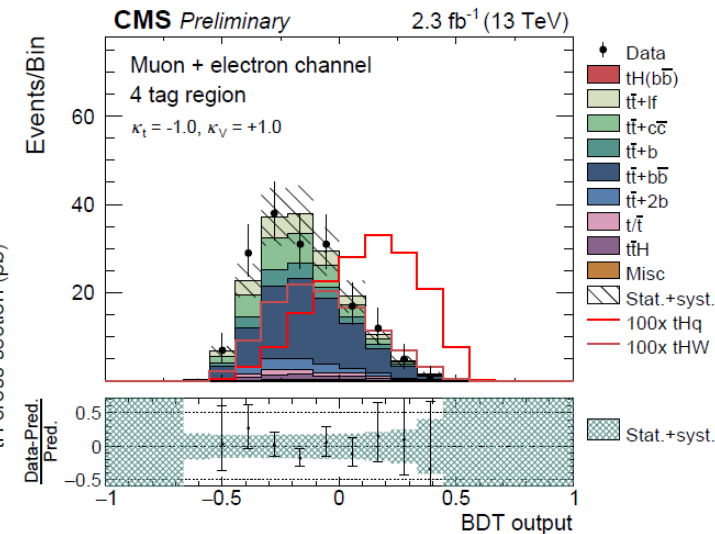 CMS Preliminary 2.3 fb⁻¹ (13 TeV)
Events/Bin
60
40
20
Muon + electron channel
4 tag region
κt = -1.0, κV = +1.0
Data
tH(bb̄)
tt̄+lf
tt̄+cc̄
tt̄+b
tt̄+bb̄
tt̄+2b
t/t̄
tt̄H
Misc
Stat.+syst.
100x tHq
100x tHW
(pb)
Data-Pred.
Pred.
0.5
0
−0.5
Stat.+syst.
−1 −0.5 0 0.5 1
BDT output